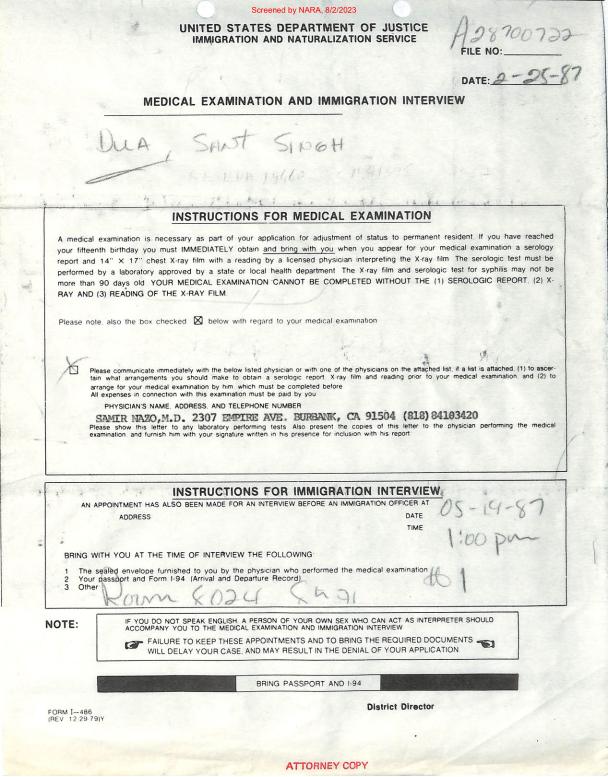 Screened by NARA, 8/2/2023
UNITED STATES DEPARTMENT OF JUSTICE
IMMIGRATION AND NATURALIZATION SERVICE
A28700722
FILE NO:
DATE: 2-25-87
MEDICAL EXAMINATION AND IMMIGRATION INTERVIEW
DUA, SANT SINGH
INSTRUCTIONS FOR MEDICAL EXAMINATION
A medical examination is necessary as part of your application for adjustment of status to permanent resident. If you have reached
your fifteenth birthday you must IMMEDIATELY obtain and bring with you when you appear for your medical examination a serology
report and 14" X 17" chest X-ray film with a reading by a licensed physician interpreting the X-ray film. The serologic test must be
performed by a laboratory approved by a state or local health department. The X-ray film and serologic test for syphilis may not be
more than 90 days old YOUR MEDICAL EXAMINATION CANNOT BE COMPLETED WITHOUT THE (1) SEROLOGIC REPORT, (2) X-
RAY AND (3) READING OF THE X-RAY FILM.
Please note, also the box checked ☒ below with regard to your medical examination
Please communicate immediately with the below listed physician or with one of the physicians on the attached list, if a list is attached, (1) to ascer-
tain what arrangements you should make to obtain a serologic report, X-ray film and reading prior to your medical examination, and (2) to
arrange for your medical examination by him, which must be completed before
All expenses in connection with this examination must be paid by you
PHYSICIAN'S NAME, ADDRESS, AND TELEPHONE NUMBER
SAMIR NAZO,M.D. 2307 EMPIRE AVE. BURBANK, CA 91504 (818)84103420
Please show this letter to any laboratory performing tests. Also present the copies of this letter to the physician performing the medical
examination, and furnish him with your signature written in his presence for inclusion with his report
INSTRUCTIONS FOR IMMIGRATION INTERVIEW
AN APPOINTMENT HAS ALSO BEEN MADE FOR AN INTERVIEW BEFORE AN IMMIGRATION OFFICER AT
ADDRESS
DATE 05-19-87
TIME 1:00 pm
BRING WITH YOU AT THE TIME OF INTERVIEW THE FOLLOWING
1 The sealed envelope furnished to you by the physician who performed the medical examination
2 Your passport and Form I-94 (Arrival and Departure Record)
#1
3 Other
Room 8024
NOTE:
IF YOU DO NOT SPEAK ENGLISH, A PERSON OF YOUR OWN SEX WHO CAN ACT AS INTERPRETER SHOULD
ACCOMPANY YOU TO THE MEDICAL EXAMINATION AND IMMIGRATION INTERVIEW
FAILURE TO KEEP THESE APPOINTMENTS AND TO BRING THE REQUIRED DOCUMENTS
WILL DELAY YOUR CASE, AND MAY RESULT IN THE DENIAL OF YOUR APPLICATION
BRING PASSPORT AND I-94
FORM I—486
(REV 12 29 79)Y
District Director
ATTORNEY COPY